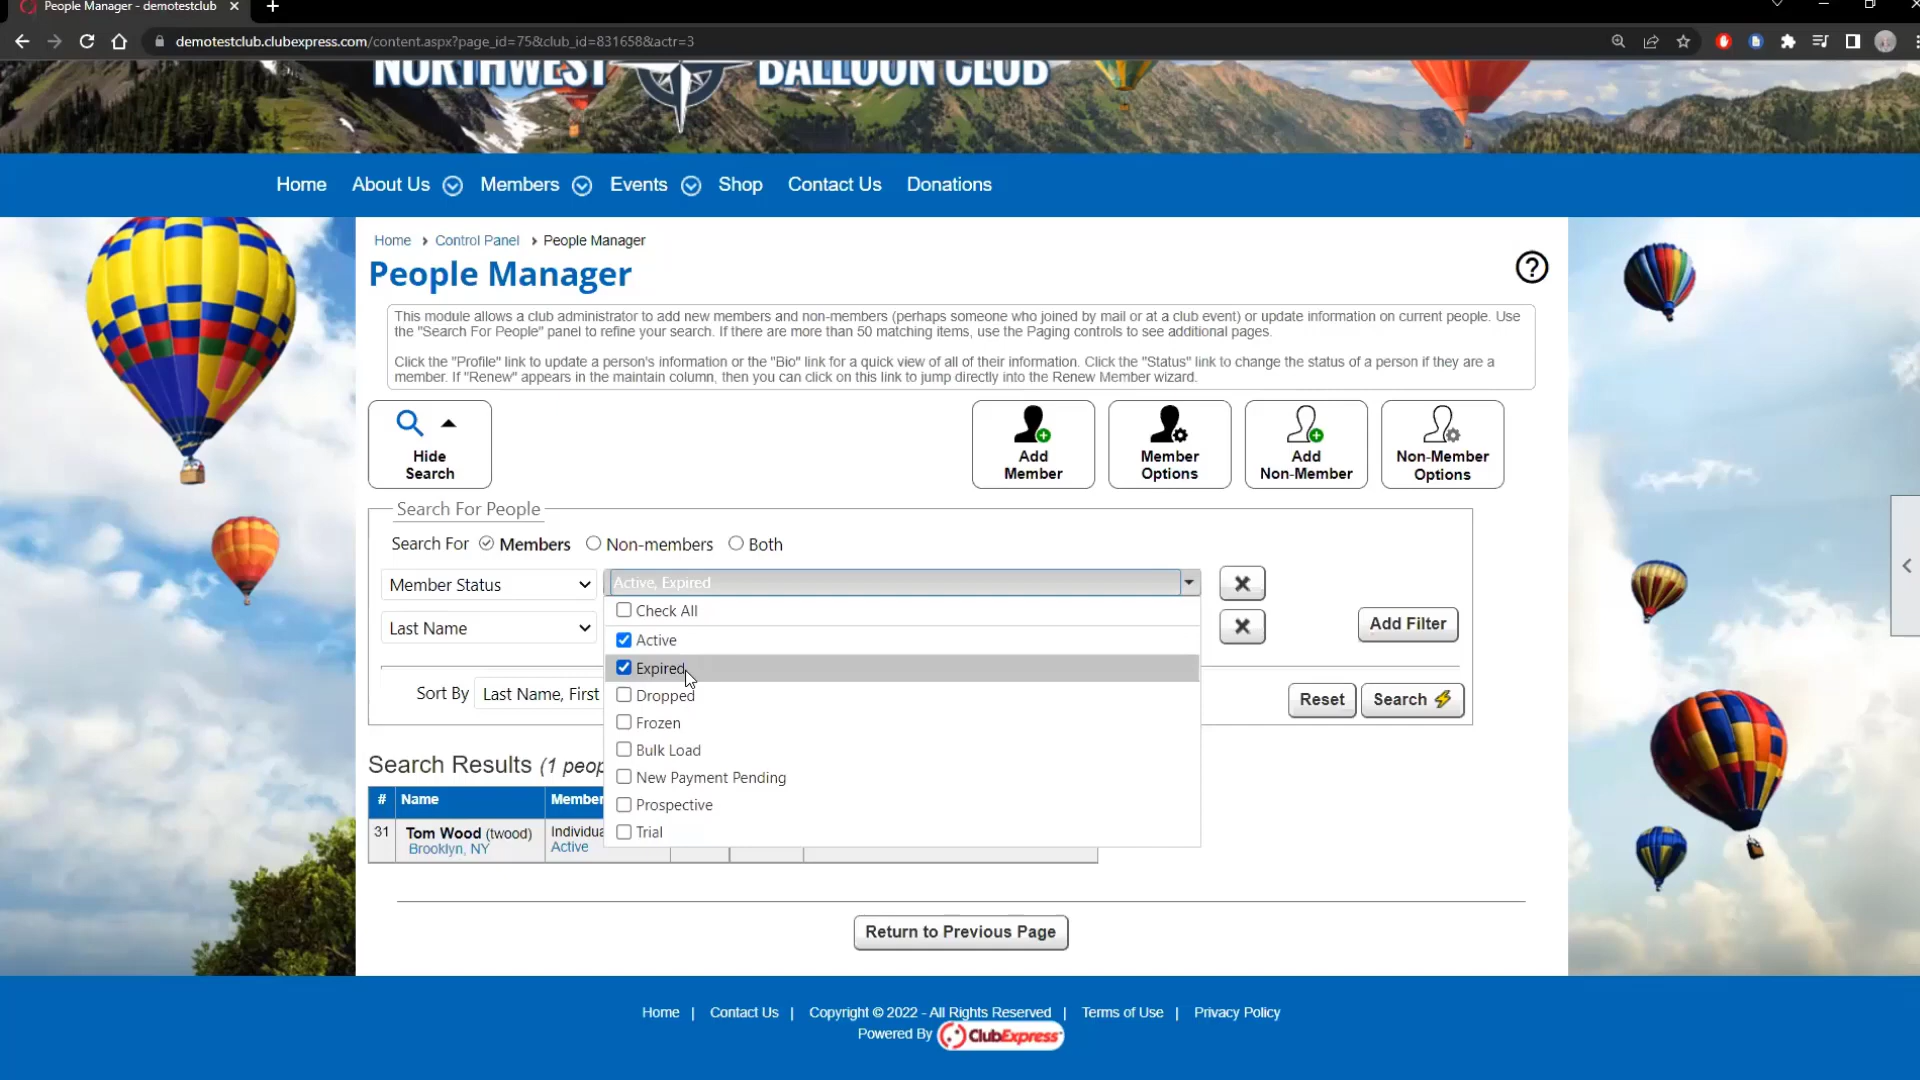 People Manager - demotestclub
demotestclub.clubexpress.com/content.aspx?page_id=75&club_id=831658&actr=3
NORTHWEST BALLOON CLUB
Home About Us Members Events Shop Contact Us Donations
Home › Control Panel › People Manager
People Manager
This module allows a club administrator to add new members and non-members (perhaps someone who joined by mail or at a club event) or update information on current people. Use
the "Search For People" panel to refine your search. If there are more than 50 matching items, use the Paging controls to see additional pages.
Click the "Profile" link to update a person's information or the "Bio" link for a quick view of all of their information. Click the "Status" link to change the status of a person if they are a
member. If "Renew" appears in the maintain column, then you can click on this link to jump directly into the Renew Member wizard.
Hide
Search
Add
Member
Member
Options
Add
Non-Member
Non-Member
Options
Search For People
Search For Members Non-members Both
Member Status Active, Expired
Check All
Last Name Add Filter
Active
Expired
Sort By Last Name, First Reset Search
Dropped
Frozen
Bulk Load
New Payment Pending
Prospective
Trial
Search Results (1 peop
# Name Member
31 Tom Wood (twood) Individua
Brooklyn, NY Active
Return to Previous Page
Home | Contact Us | Copyright © 2022 - All Rights Reserved | Terms of Use | Privacy Policy
Powered By ClubExpress